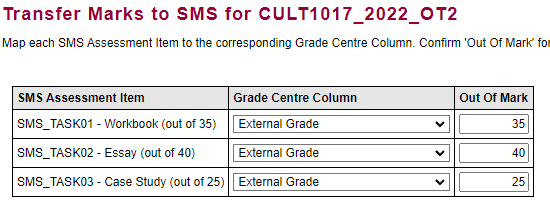 Transfer Marks to SMS for CULT1017_2022_OT2
Map each SMS Assessment Item to the corresponding Grade Centre Column. Confirm 'Out Of Mark' for
SMS Assessment Item Grade Centre Column Out Of Mark
SMS_TASK01 - Workbook (out of 35) External Grade 35
SMS_TASK02 - Essay (out of 40) External Grade 40
SMS_TASK03 - Case Study (out of 25) External Grade 25